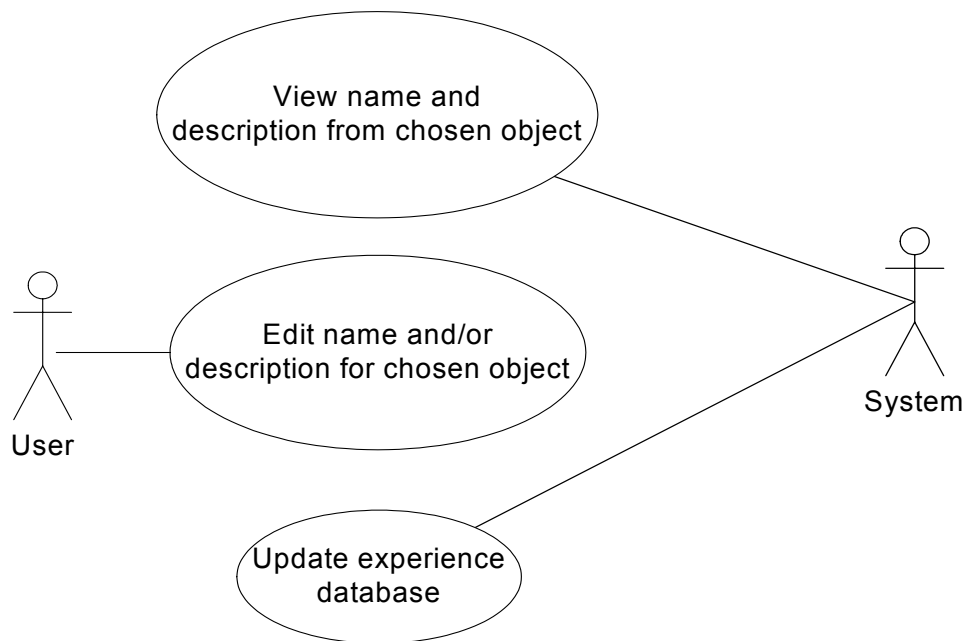 View name and
description from chosen object
Edit name and/or
description for chosen object
User
System
Update experience
database